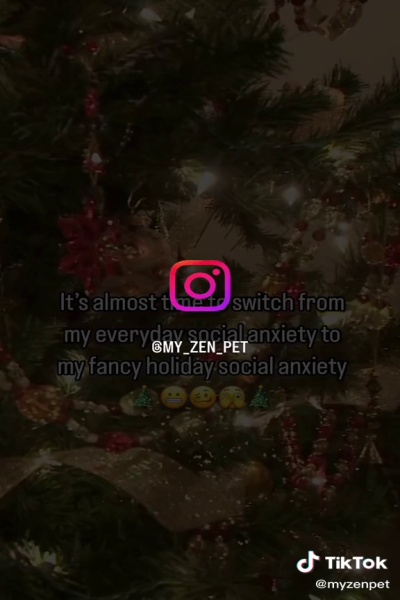 It's almost time to switch from
my everyday social anxiety to
@MY_ZEN_PET
my fancy holiday social anxiety
🎄😬🥴🫣🎄
TikTok
@myzenpet